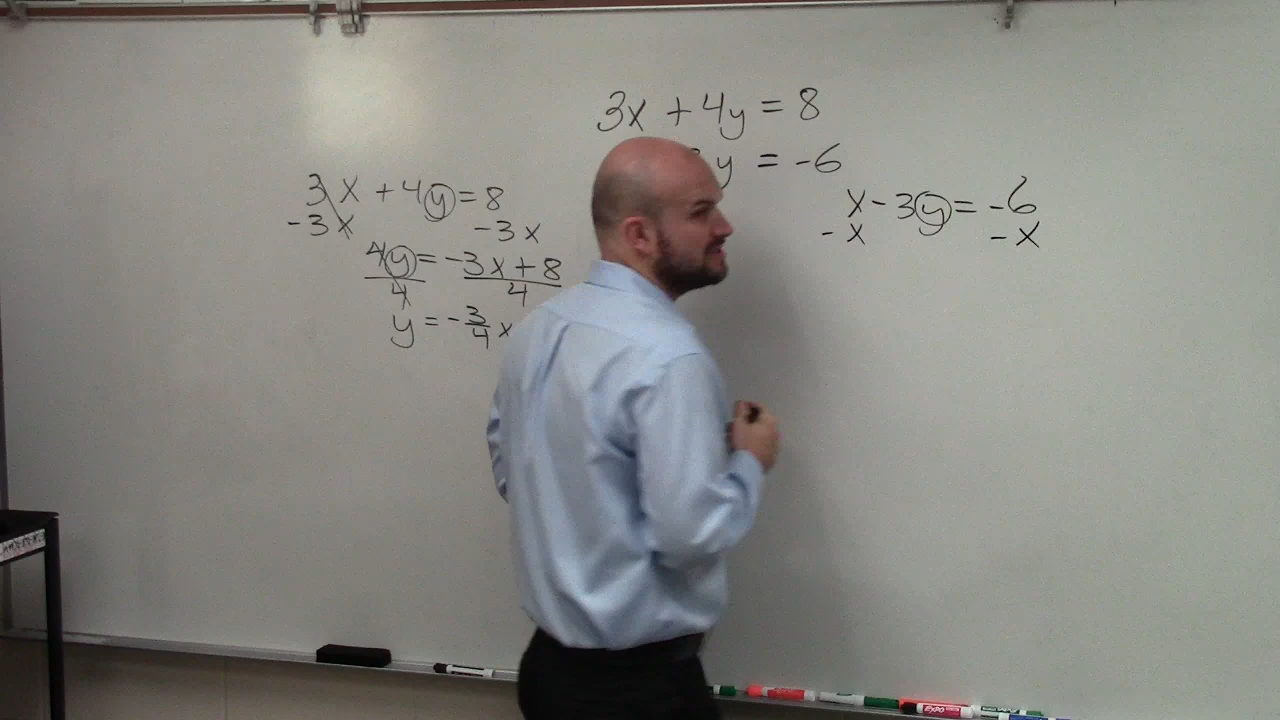 3x + 4y = 8
y = -6
3x + 4y = 8
-3x -3x
4y = -3x + 8
4 4
y = -3/4 x
x - 3y = -6
- x - x
EXPO